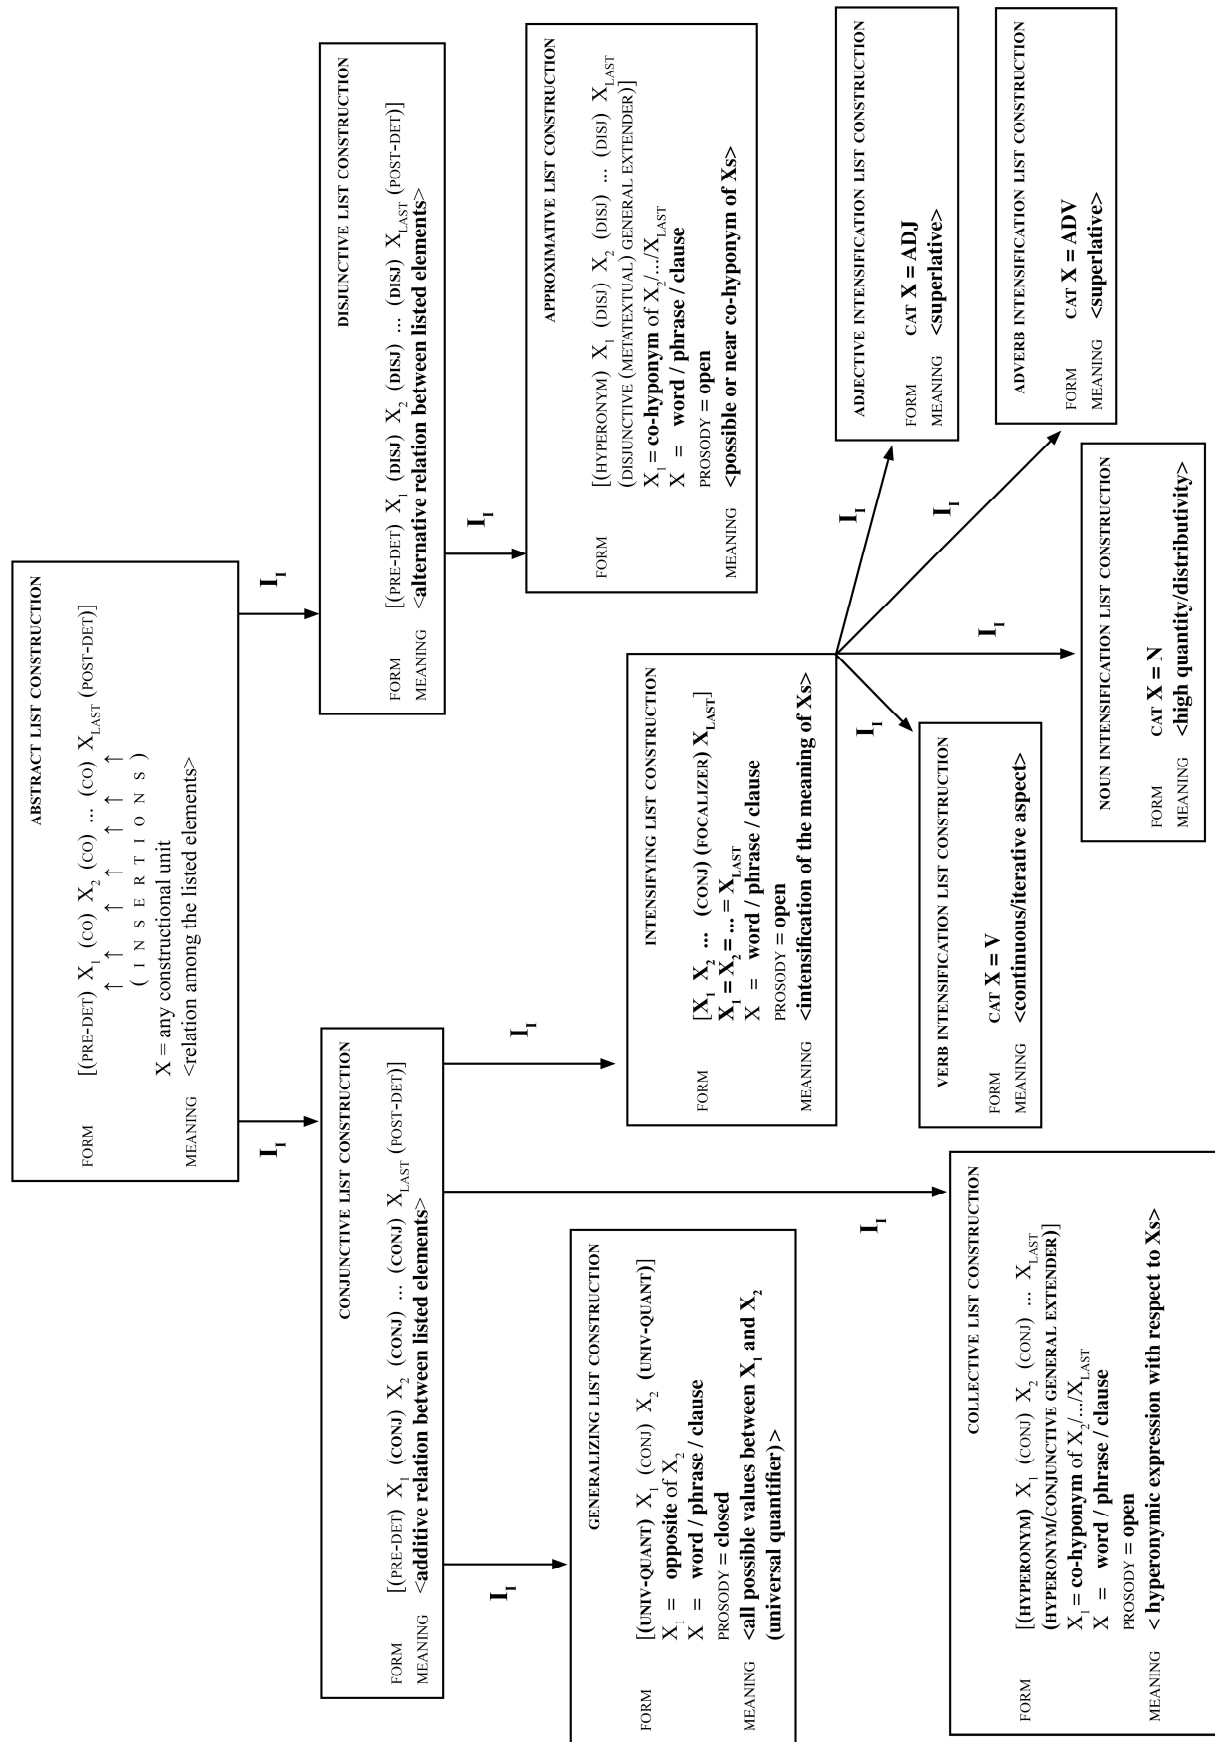 ABSTRACT LIST CONSTRUCTION
FORM [(PRE-DET) X1 (CO) X2 (CO) ... (CO) XLAST (POST-DET)]
↑ ↑ ↑ ↑ ↑ ↑ ↑
( I N S E R T I O N S )
X = any constructional unit
MEANING <relation among the listed elements>
II
II
CONJUNCTIVE LIST CONSTRUCTION
FORM [(PRE-DET) X1 (CONJ) X2 (CONJ) ... (CONJ) XLAST (POST-DET)]
MEANING <additive relation between listed elements>
DISJUNCTIVE LIST CONSTRUCTION
FORM [(PRE-DET) X1 (DISJ) X2 (DISJ) ... (DISJ) XLAST (POST-DET)]
MEANING <alternative relation between listed elements>
II
II
II
II
GENERALIZING LIST CONSTRUCTION
FORM [(UNIV-QUANT) X1 (CONJ) X2 (UNIV-QUANT)]
X1 = opposite of X2
X = word / phrase / clause
PROSODY = closed
MEANING <all possible values between X1 and X2
(universal quantifier) >
INTENSIFYING LIST CONSTRUCTION
FORM [X1 X2 ... (CONJ) (FOCALIZER) XLAST]
X1 = X2 = ... = XLAST
X = word / phrase / clause
PROSODY = open
MEANING <intensification of the meaning of Xs>
APPROXIMATIVE LIST CONSTRUCTION
FORM [(HYPERONYM) X1 (DISJ) X2 (DISJ) ... (DISJ) XLAST
(DISJUNCTIVE (METATEXTUAL) GENERAL EXTENDER)]
X1 = co-hyponym of X2/.../XLAST
X = word / phrase / clause
PROSODY = open
MEANING <possible or near co-hyponym of Xs>
II
II
II
II
COLLECTIVE LIST CONSTRUCTION
FORM [(HYPERONYM) X1 (CONJ) X2 (CONJ) ... XLAST
(HYPERONYM/CONJUNCTIVE GENERAL EXTENDER)]
X1 = co-hyponym of X2/.../XLAST
X = word / phrase / clause
PROSODY = open
MEANING < hyperonymic expression with respect to Xs>
VERB INTENSIFICATION LIST CONSTRUCTION
FORM CAT X = V
MEANING <continuous/iterative aspect>
NOUN INTENSIFICATION LIST CONSTRUCTION
FORM CAT X = N
MEANING <high quantity/distributivity>
ADJECTIVE INTENSIFICATION LIST CONSTRUCTION
FORM CAT X = ADJ
MEANING <superlative>
ADVERB INTENSIFICATION LIST CONSTRUCTION
FORM CAT X = ADV
MEANING <superlative>